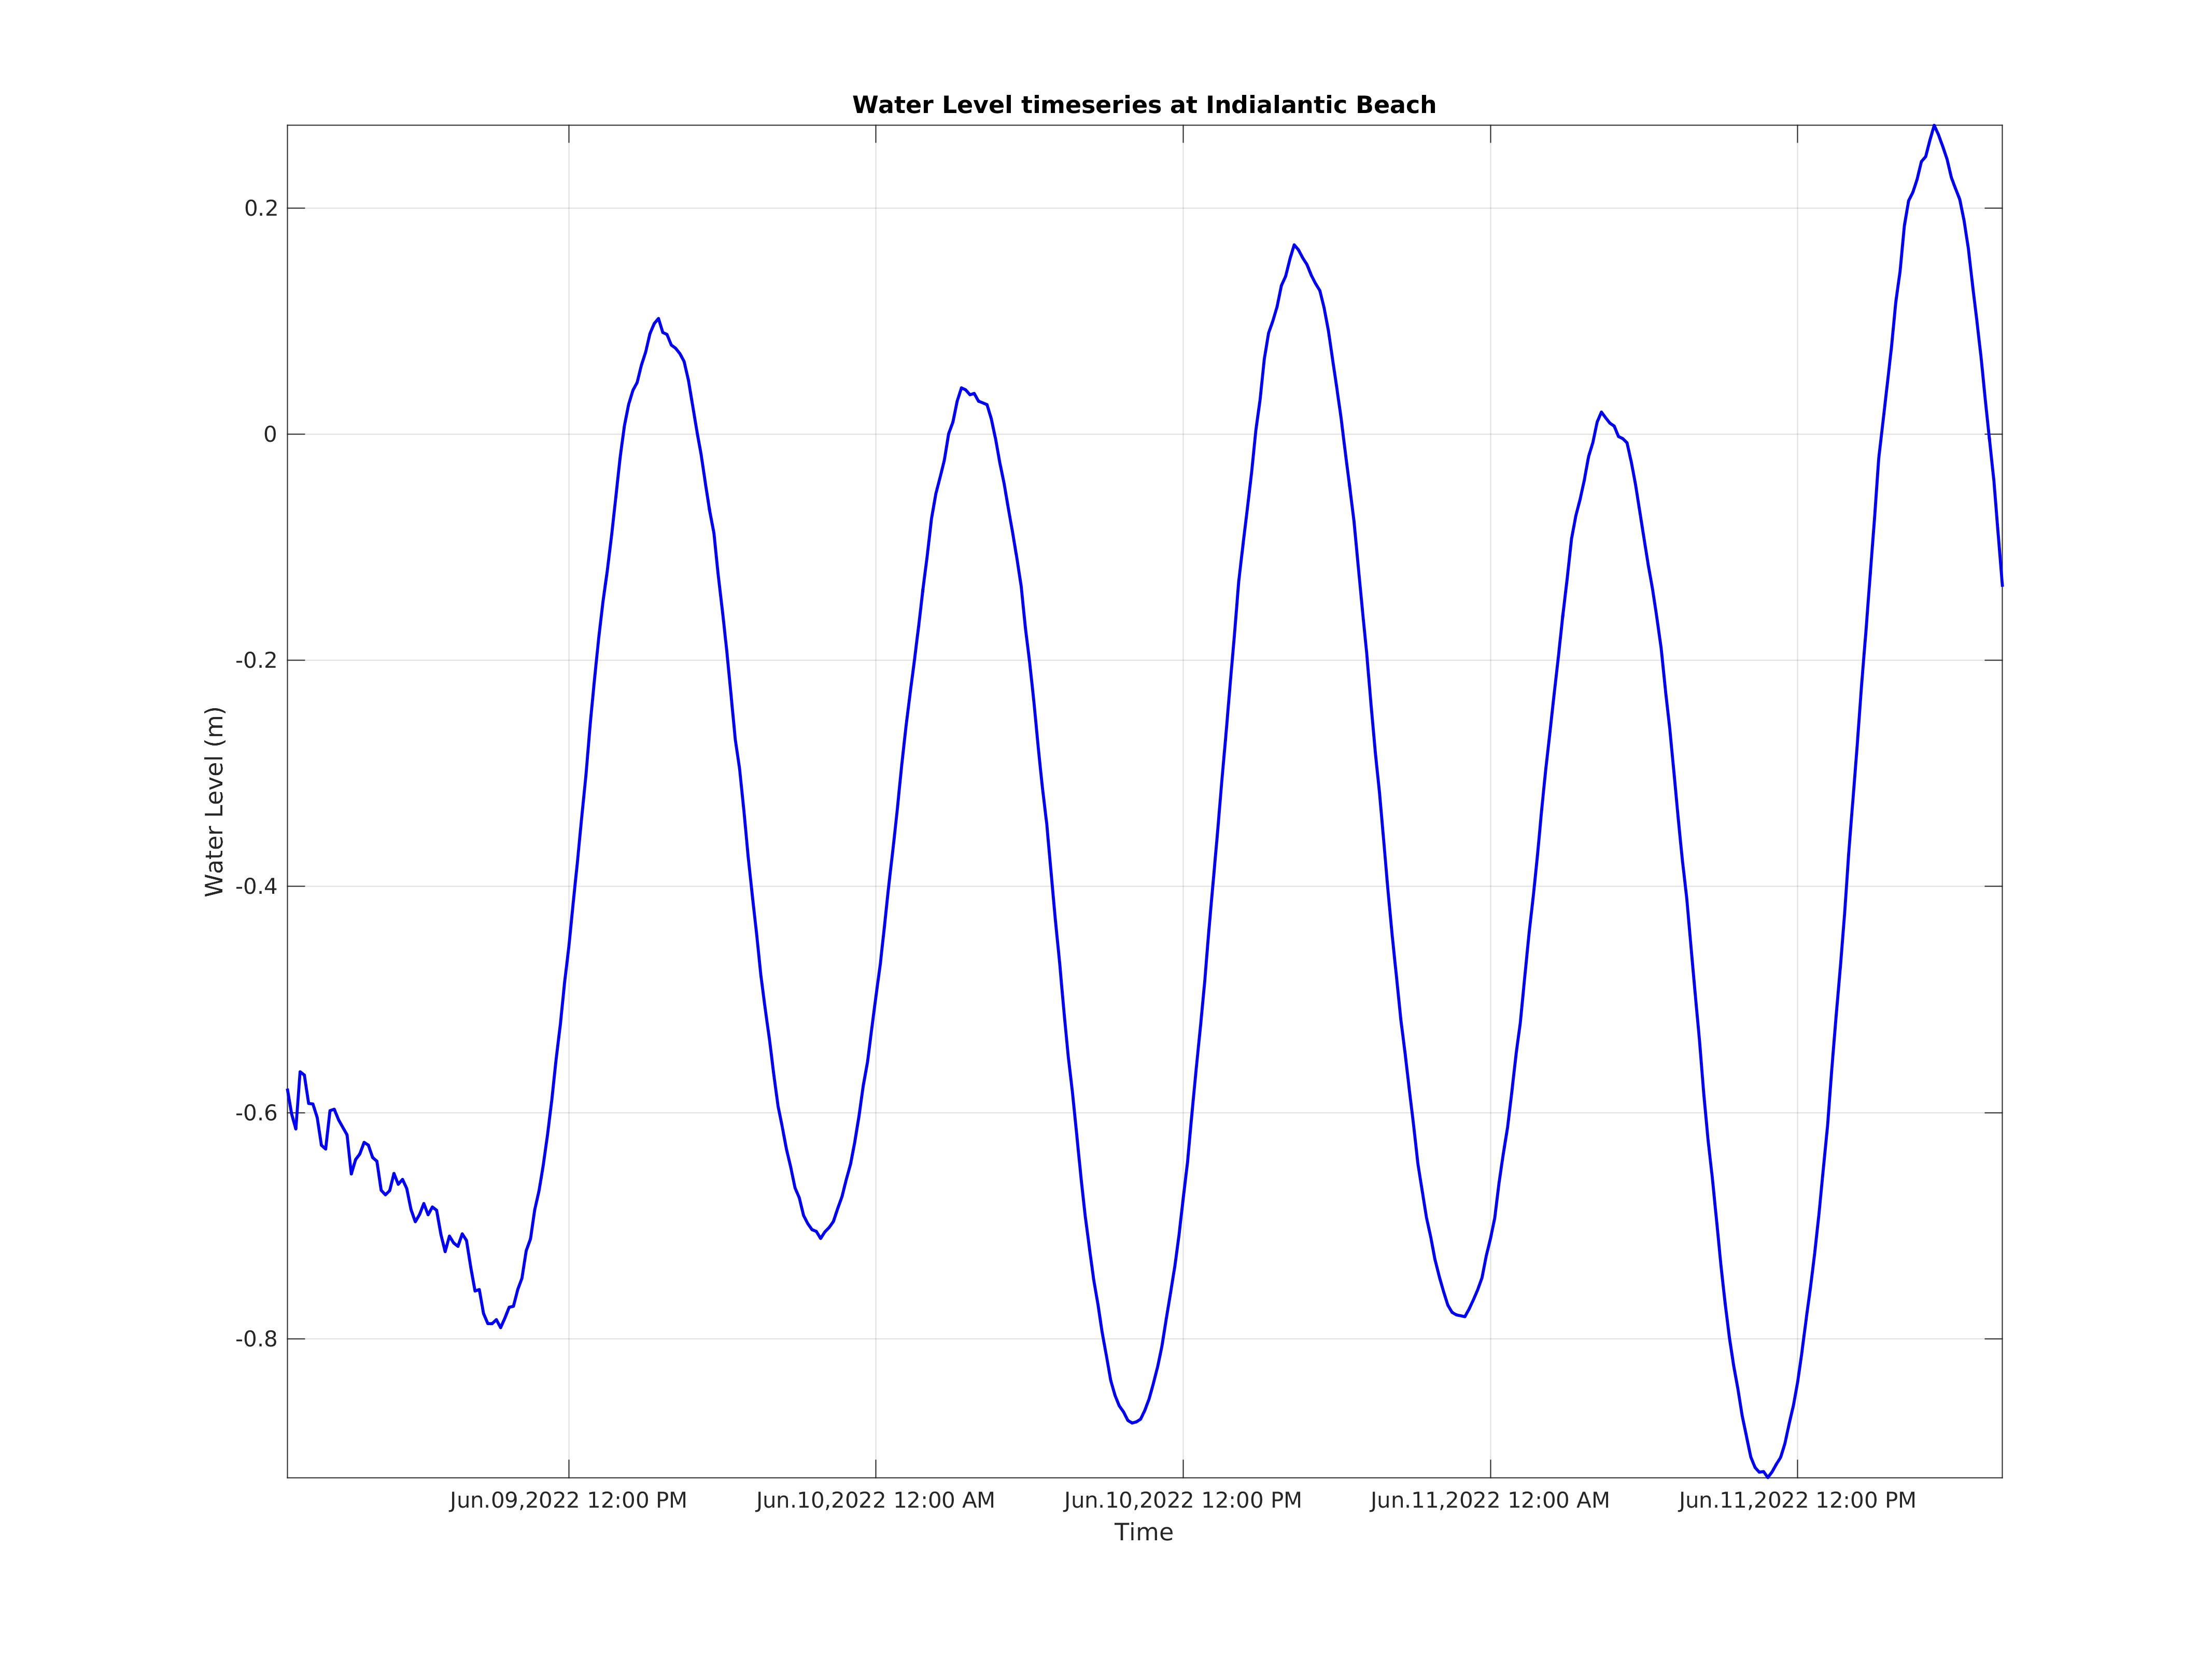 Water Level timeseries at Indialantic Beach
0.2
0
-0.2
-0.4
-0.6
-0.8
Water Level (m)
Jun.09,2022 12:00 PM
Jun.10,2022 12:00 AM
Jun.10,2022 12:00 PM
Jun.11,2022 12:00 AM
Jun.11,2022 12:00 PM
Time